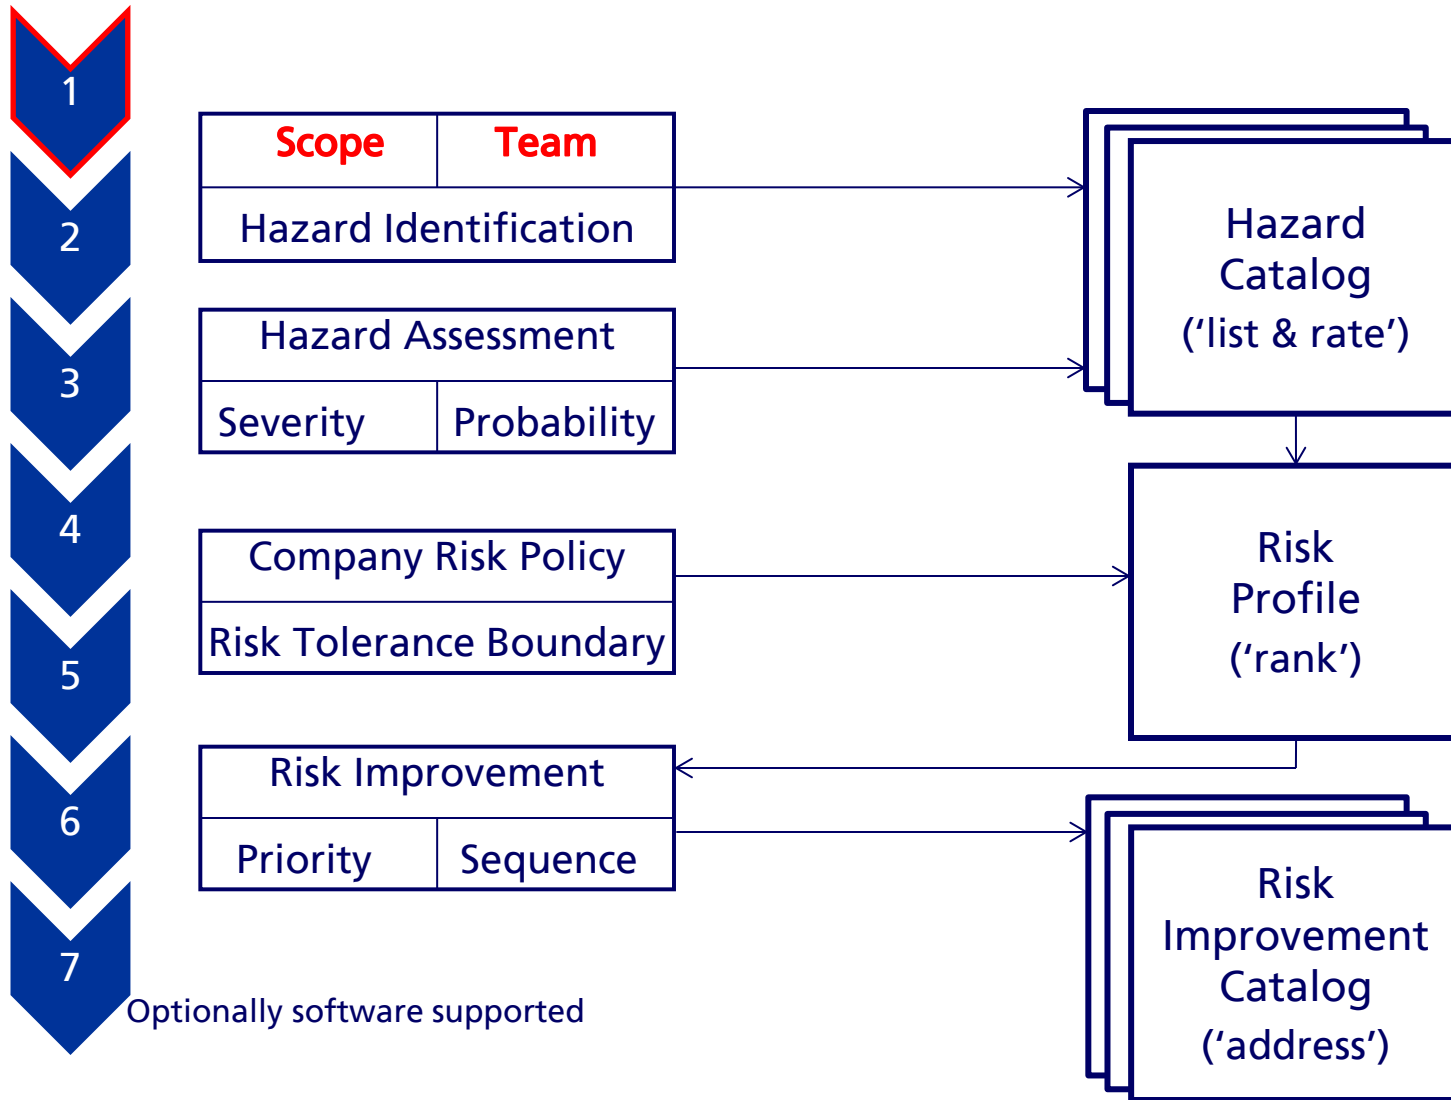 1
2
3
4
5
6
7
Scope Team
Hazard Identification
Hazard Assessment
Severity Probability
Company Risk Policy
Risk Tolerance Boundary
Risk Improvement
Priority Sequence
Optionally software supported
Hazard
Catalog
(‘list & rate’)
Risk
Profile
(‘rank’)
Risk
Improvement
Catalog
(‘address’)